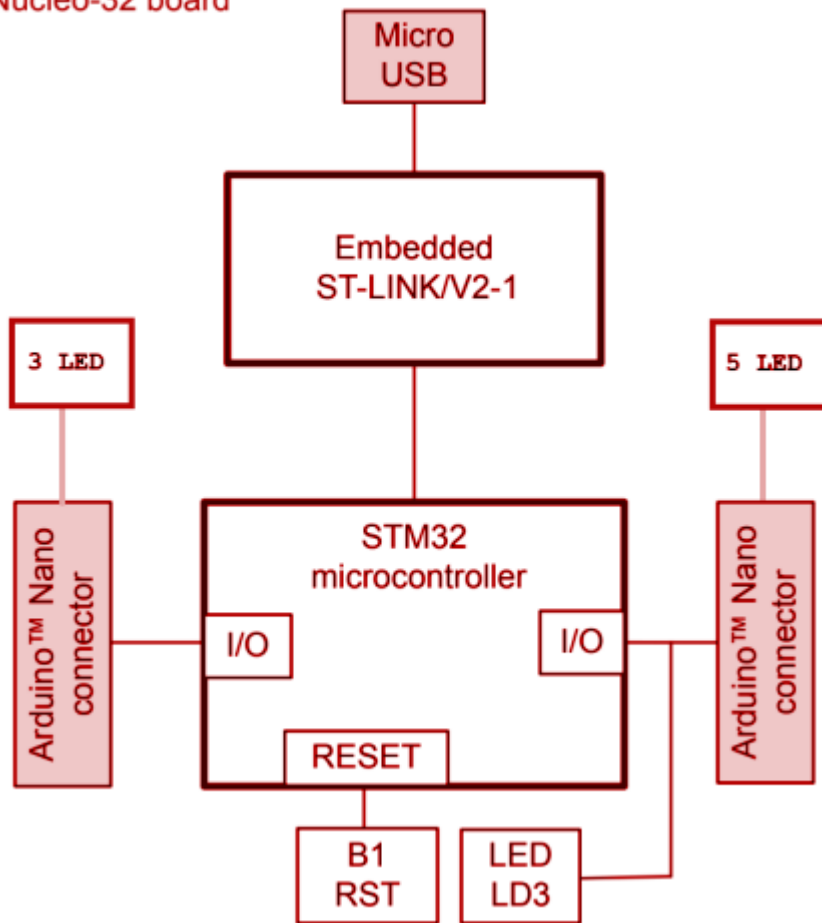 Nucleo-32 board
Micro
USB
Embedded
ST-LINK/V2-1
3 LED
5 LED
STM32
microcontroller
Arduino™ Nano
connector
I/O
I/O
Arduino™ Nano
connector
RESET
B1
RST
LED
LD3